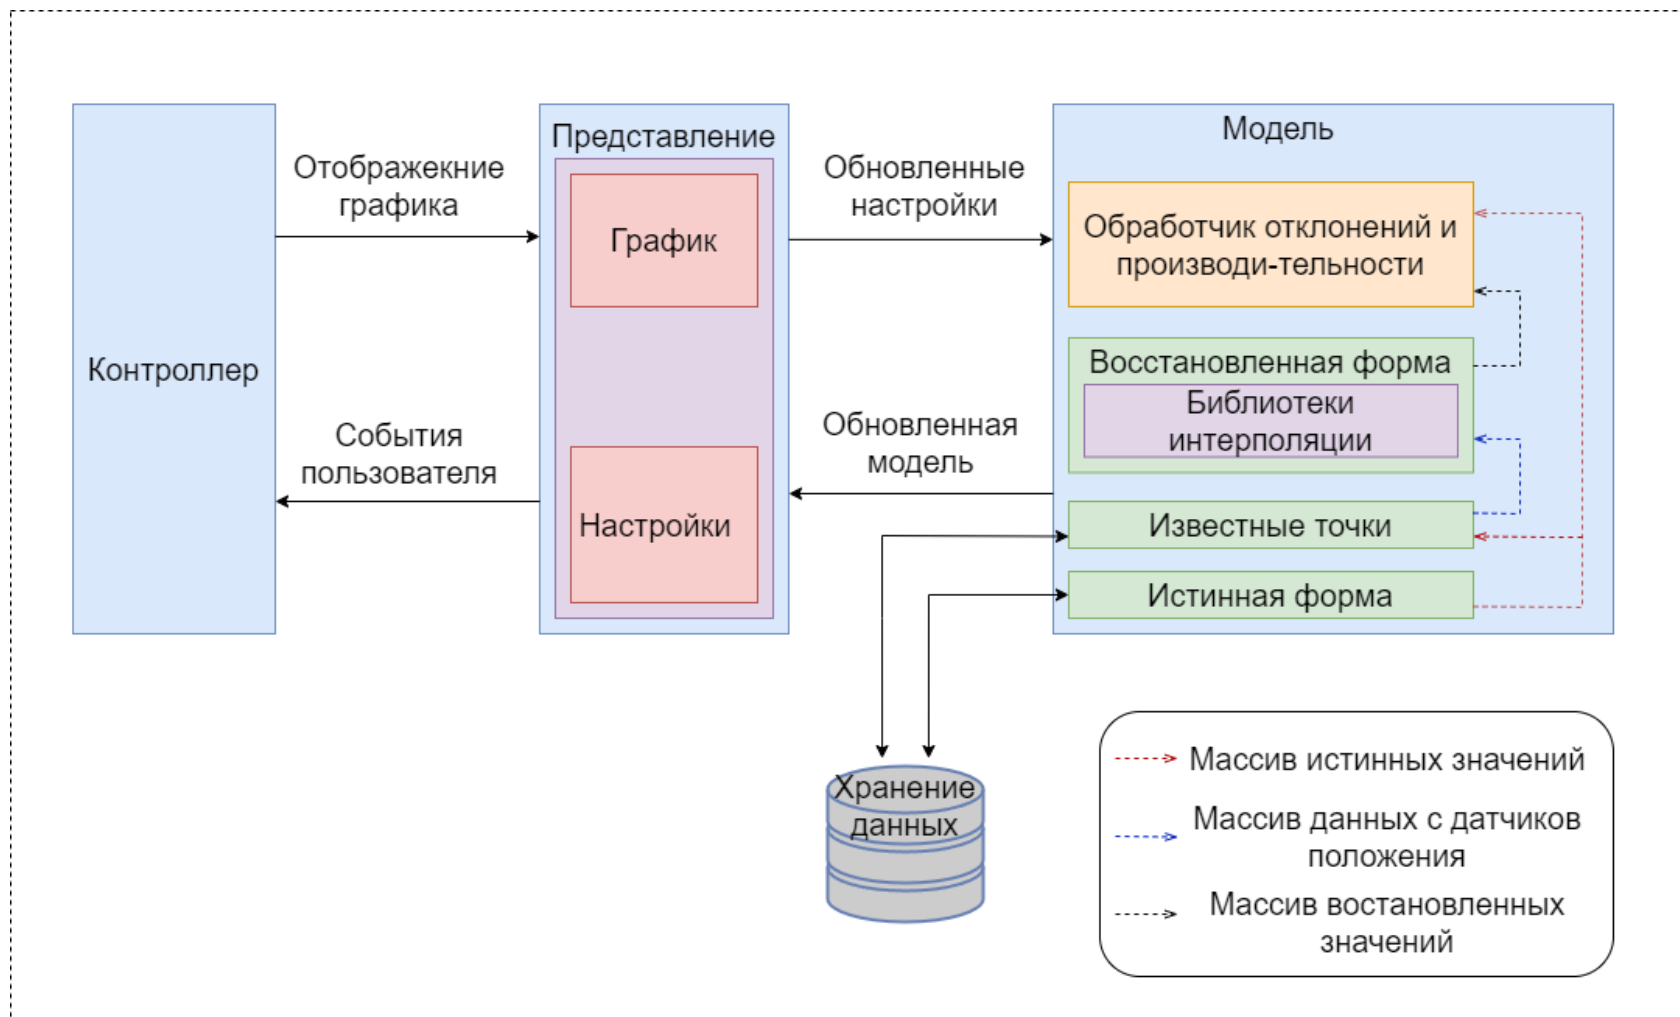 Контроллер
Отображекние
графика
События
пользователя
Представление
График
Настройки
Обновленные
настройки
Обновленная
модель
Модель
Обработчик отклонений и
производи-тельности
Восстановленная форма
Библиотеки
интерполяции
Известные точки
Истинная форма
Хранение
данных
Массив истинных значений
Массив данных с датчиков
положения
Массив востановленных
значений